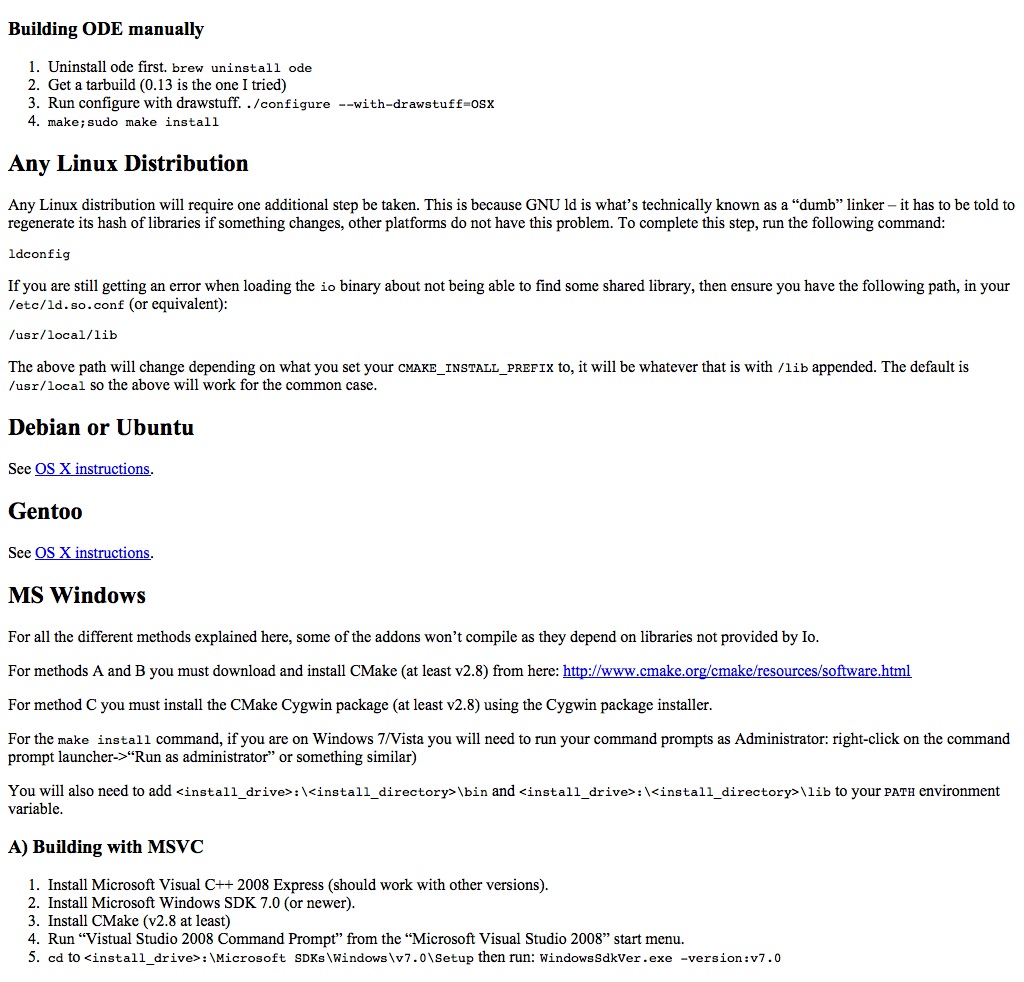 Building ODE manually
1. Uninstall ode first. brew uninstall ode
2. Get a tarbuild (0.13 is the one I tried)
3. Run configure with drawstuff. ./configure --with-drawstuff=OSX
4. make;sudo make install
Any Linux Distribution
Any Linux distribution will require one additional step be taken. This is because GNU ld is what’s technically known as a “dumb” linker – it has to be told to
regenerate its hash of libraries if something changes, other platforms do not have this problem. To complete this step, run the following command:
ldconfig
If you are still getting an error when loading the io binary about not being able to find some shared library, then ensure you have the following path, in your
/etc/ld.so.conf (or equivalent):
/usr/local/lib
The above path will change depending on what you set your CMAKE_INSTALL_PREFIX to, it will be whatever that is with /lib appended. The default is
/usr/local so the above will work for the common case.
Debian or Ubuntu
See OS X instructions.
Gentoo
See OS X instructions.
MS Windows
For all the different methods explained here, some of the addons won’t compile as they depend on libraries not provided by Io.
For methods A and B you must download and install CMake (at least v2.8) from here: http://www.cmake.org/cmake/resources/software.html
For method C you must install the CMake Cygwin package (at least v2.8) using the Cygwin package installer.
For the make install command, if you are on Windows 7/Vista you will need to run your command prompts as Administrator: right-click on the command
prompt launcher->“Run as administrator” or something similar)
You will also need to add <install_drive>:\<install_directory>\bin and <install_drive>:\<install_directory>\lib to your PATH environment
variable.
A) Building with MSVC
1. Install Microsoft Visual C++ 2008 Express (should work with other versions).
2. Install Microsoft Windows SDK 7.0 (or newer).
3. Install CMake (v2.8 at least)
4. Run “Vistual Studio 2008 Command Prompt” from the “Microsoft Visual Studio 2008” start menu.
5. cd to <install_drive>:\Microsoft SDKs\Windows\v7.0\Setup then run: WindowsSdkVer.exe -version:v7.0